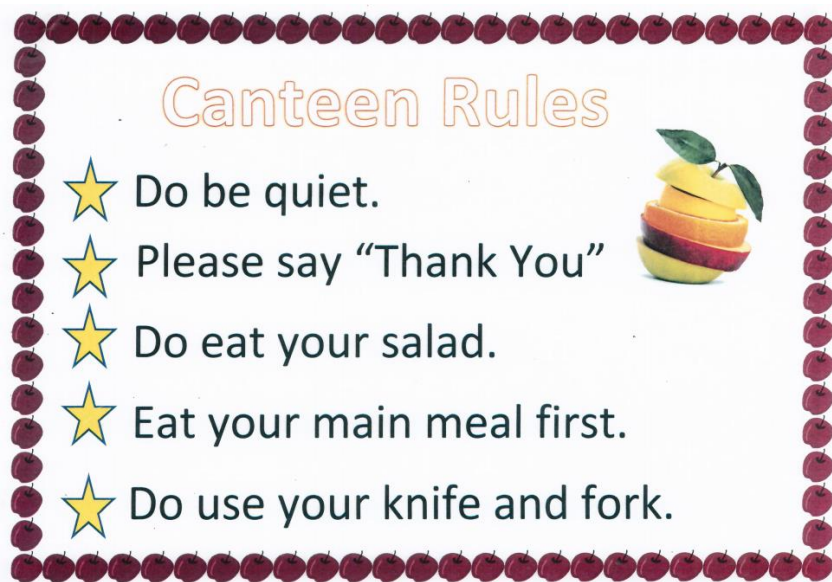 Canteen Rules
Do be quiet.
Please say “Thank You”
Do eat your salad.
Eat your main meal first.
Do use your knife and fork.